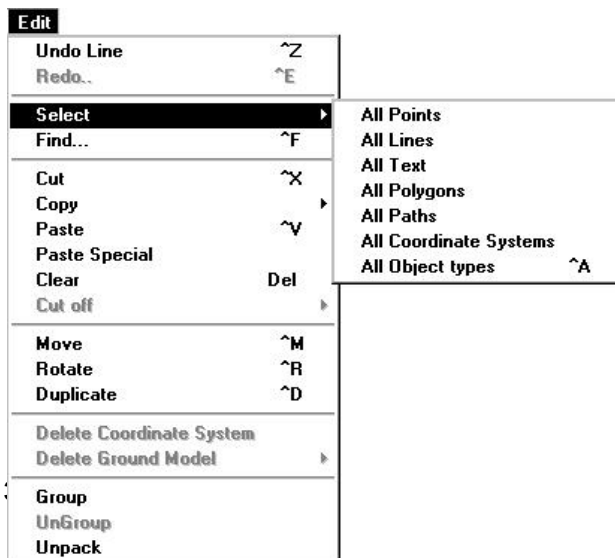 Edit
Undo Line ^Z
Redo.. ^E
Select
Find... ^F
Cut ^X
Copy
Paste ^V
Paste Special
Clear Del
Cut off
Move ^M
Rotate ^R
Duplicate ^D
Delete Coordinate System
Delete Ground Model
Group
UnGroup
Unpack
All Points
All Lines
All Text
All Polygons
All Paths
All Coordinate Systems
All Object types ^A